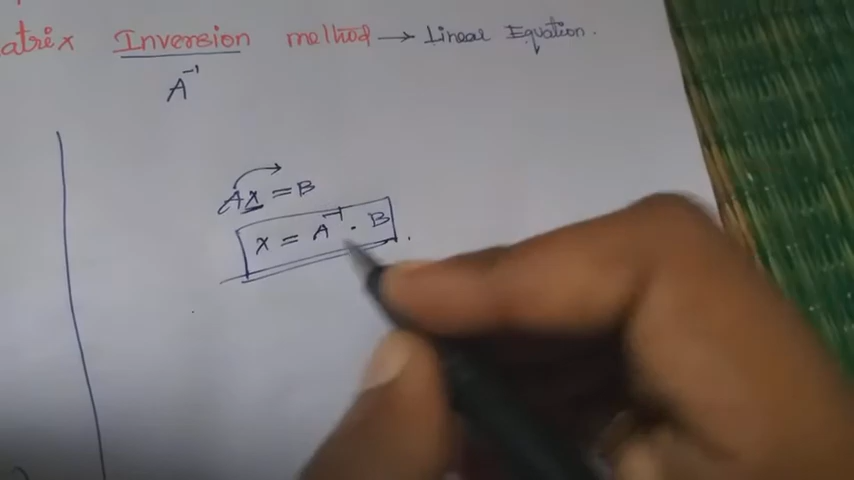 atrix Inversion method → Linear Equation.
A⁻¹
Ax = B
x = A⁻¹ · B